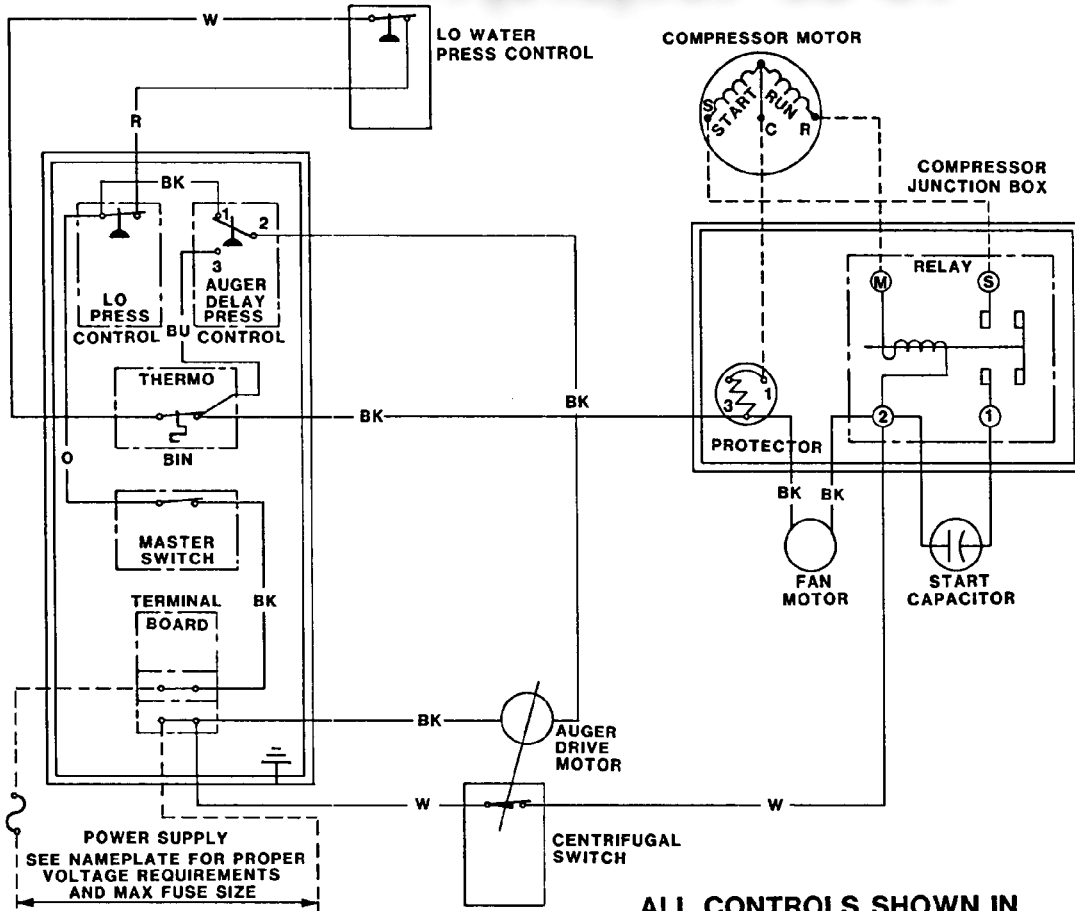 W
LO WATER
PRESS CONTROL
COMPRESSOR MOTOR
S
START
RUN
C
R
R
COMPRESSOR
JUNCTION BOX
BK
1
2
3
LO
PRESS
CONTROL
AUGER
DELAY
PRESS
CONTROL
BU
RELAY
M
S
THERMO
BIN
BK
BK
3
1
PROTECTOR
2
1
O
MASTER
SWITCH
BK
BK
BK
FAN
MOTOR
START
CAPACITOR
TERMINAL
BOARD
BK
AUGER
DRIVE
MOTOR
W
W
CENTRIFUGAL
SWITCH
POWER SUPPLY
SEE NAMEPLATE FOR PROPER
VOLTAGE REQUIREMENTS
AND MAX FUSE SIZE
ALL CONTROLS SHOWN IN